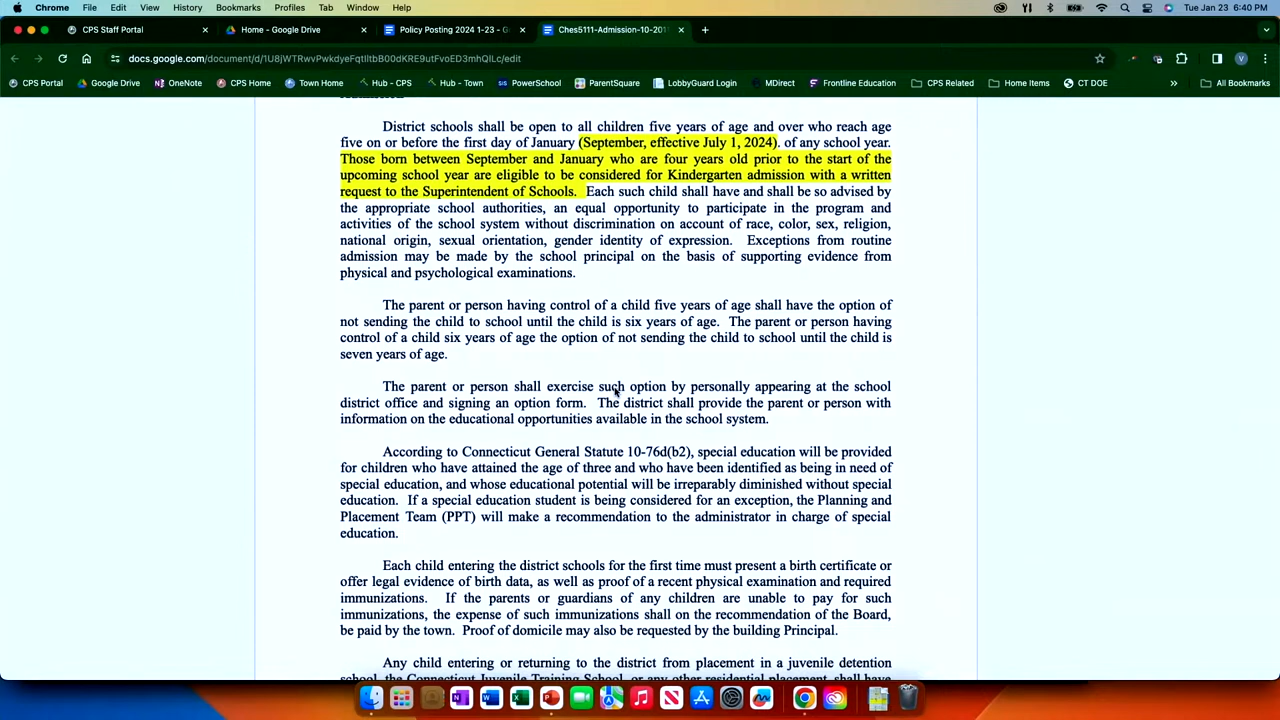 Chrome File Edit View History Bookmarks Profiles Tab Window Help Tue Jan 23 6:40 PM
CPS Staff Portal Home - Google Drive Policy Posting 2024 1-23 - G Ches5111-Admission-10-201
docs.google.com/document/d/1U8jWTRwvPwkdyeFqtlltbB00dKRE9utFvoED3mhQlLc/edit
CPS Portal Google Drive OneNote CPS Home Town Home Hub - CPS Hub - Town PowerSchool ParentSquare LobbyGuard Login MDirect Frontline Education CPS Related Home Items CT DOE » All Bookmarks
District schools shall be open to all children five years of age and over who reach age
five on or before the first day of January (September, effective July 1, 2024). of any school year.
Those born between September and January who are four years old prior to the start of the
upcoming school year are eligible to be considered for Kindergarten admission with a written
request to the Superintendent of Schools. Each such child shall have and shall be so advised by
the appropriate school authorities, an equal opportunity to participate in the program and
activities of the school system without discrimination on account of race, color, sex, religion,
national origin, sexual orientation, gender identity of expression. Exceptions from routine
admission may be made by the school principal on the basis of supporting evidence from
physical and psychological examinations.
The parent or person having control of a child five years of age shall have the option of
not sending the child to school until the child is six years of age. The parent or person having
control of a child six years of age the option of not sending the child to school until the child is
seven years of age.
The parent or person shall exercise such option by personally appearing at the school
district office and signing an option form. The district shall provide the parent or person with
information on the educational opportunities available in the school system.
According to Connecticut General Statute 10-76d(b2), special education will be provided
for children who have attained the age of three and who have been identified as being in need of
special education, and whose educational potential will be irreparably diminished without special
education. If a special education student is being considered for an exception, the Planning and
Placement Team (PPT) will make a recommendation to the administrator in charge of special
education.
Each child entering the district schools for the first time must present a birth certificate or
offer legal evidence of birth data, as well as proof of a recent physical examination and required
immunizations. If the parents or guardians of any children are unable to pay for such
immunizations, the expense of such immunizations shall on the recommendation of the Board,
be paid by the town. Proof of domicile may also be requested by the building Principal.
Any child entering or returning to the district from placement in a juvenile detention
school, the Connecticut Juvenile Training School, or any other residential placement, shall have